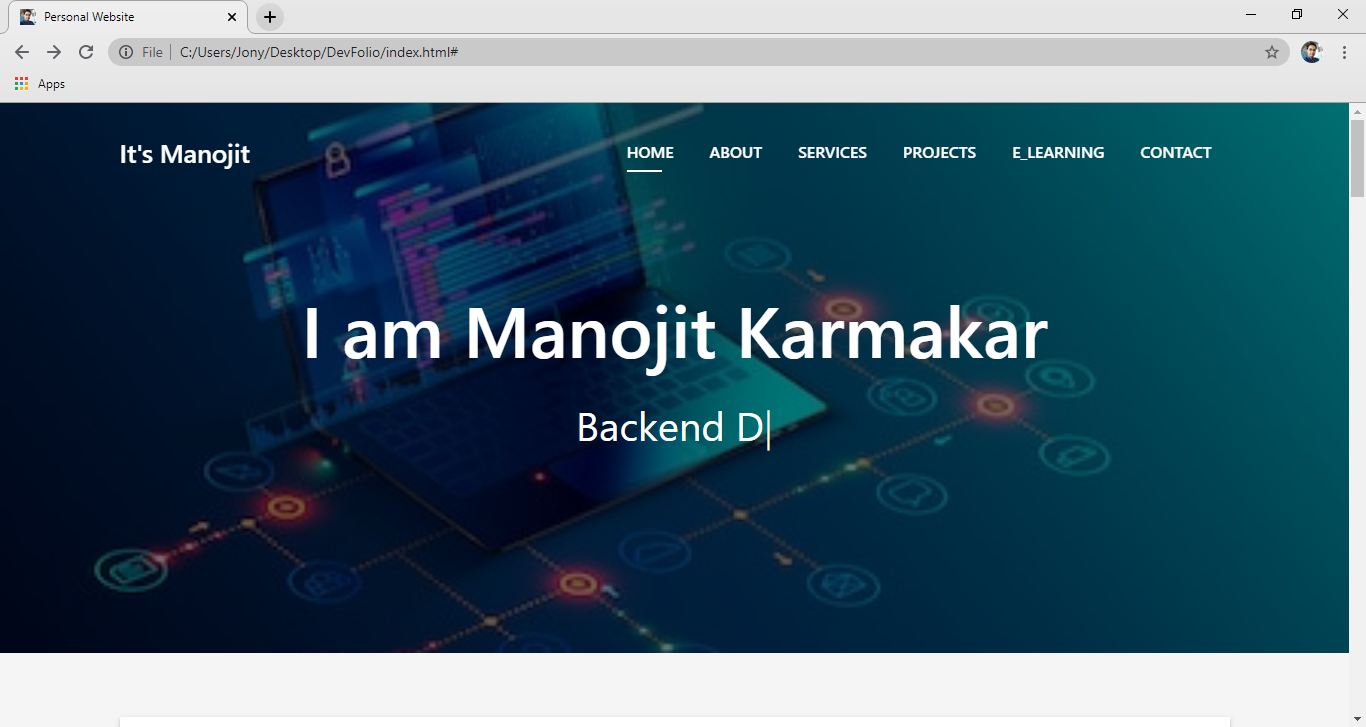 Personal Website
File C:/Users/Jony/Desktop/DevFolio/index.html#
Apps
It's Manojit HOME ABOUT SERVICES PROJECTS E_LEARNING CONTACT
I am Manojit Karmakar
Backend D|